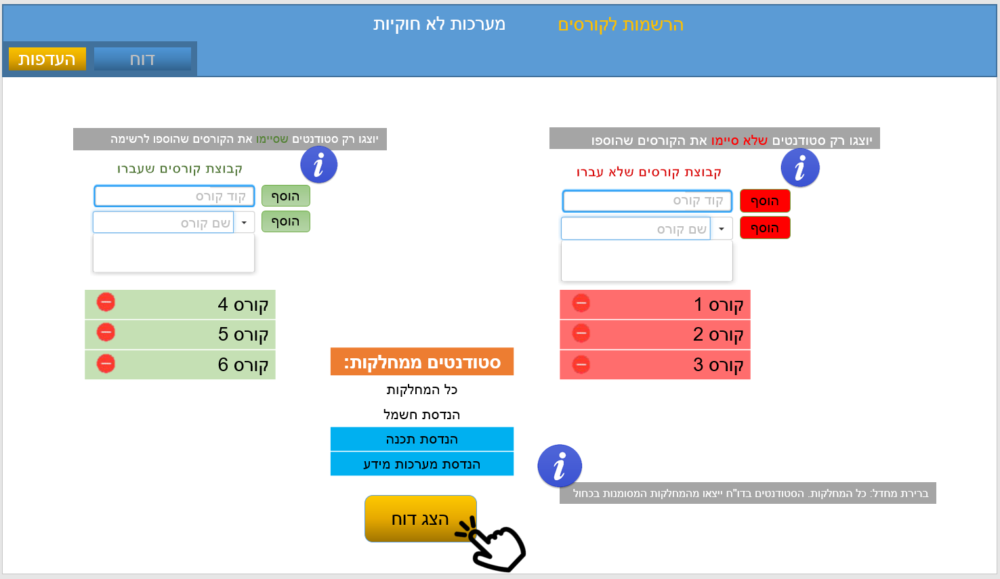 הרשמות לקורסים
מערכות לא חוקיות
דוח
העדפות
יוצגו רק סטודנטים שלא סיימו את הקורסים שהוספו
i
קבוצת קורסים שלא עברו
הוסף
קוד קורס
הוסף
שם קורס
קורס 1
קורס 2
קורס 3
יוצגו רק סטודנטים שסיימו את הקורסים שהוספו לרשימה
i
קבוצת קורסים שעברו
הוסף
קוד קורס
הוסף
שם קורס
קורס 4
קורס 5
קורס 6
סטודנטים ממחלקות:
כל המחלקות
הנדסת חשמל
הנדסת תכנה
הנדסת מערכות מידע
i
ברירת מחדל: כל המחלקות. הסטודנטים בדו"ח ייצאו מהמחלקות המסומנות בכחול
הצג דוח